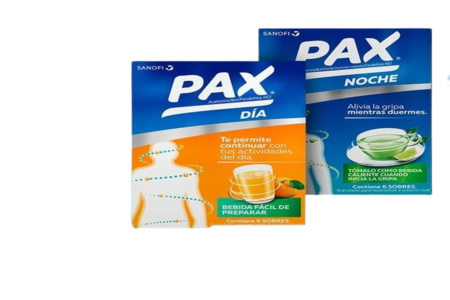 SANOFI
PAX
DÍA
Te permite
continuar con
tus actividades
del día.
BEBIDA FÁCIL DE
PREPARAR
Contiene 6 SOBRES
SANOFI
PAX
NOCHE
Alivia la gripa
mientras duermes.
TÓMALO COMO BEBIDA
CALIENTE CUANDO
INICIA LA GRIPA
Contiene 6 SOBRES